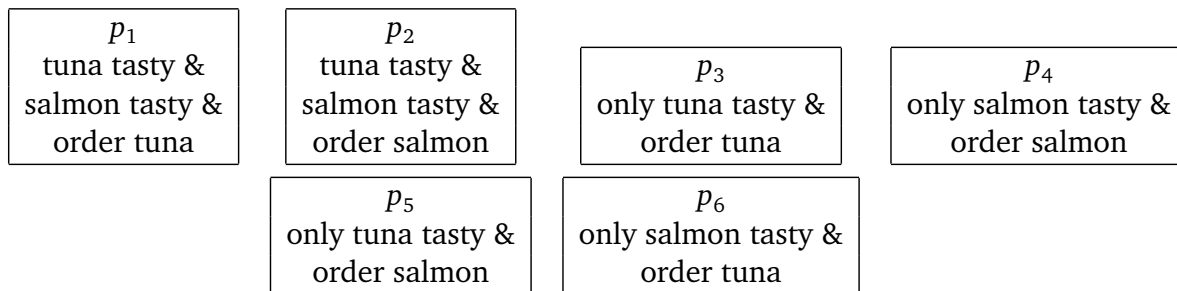 p₁
tuna tasty &
salmon tasty &
order tuna
p₂
tuna tasty &
salmon tasty &
order salmon
p₃
only tuna tasty &
order tuna
p₄
only salmon tasty &
order salmon
p₅
only tuna tasty &
order salmon
p₆
only salmon tasty &
order tuna